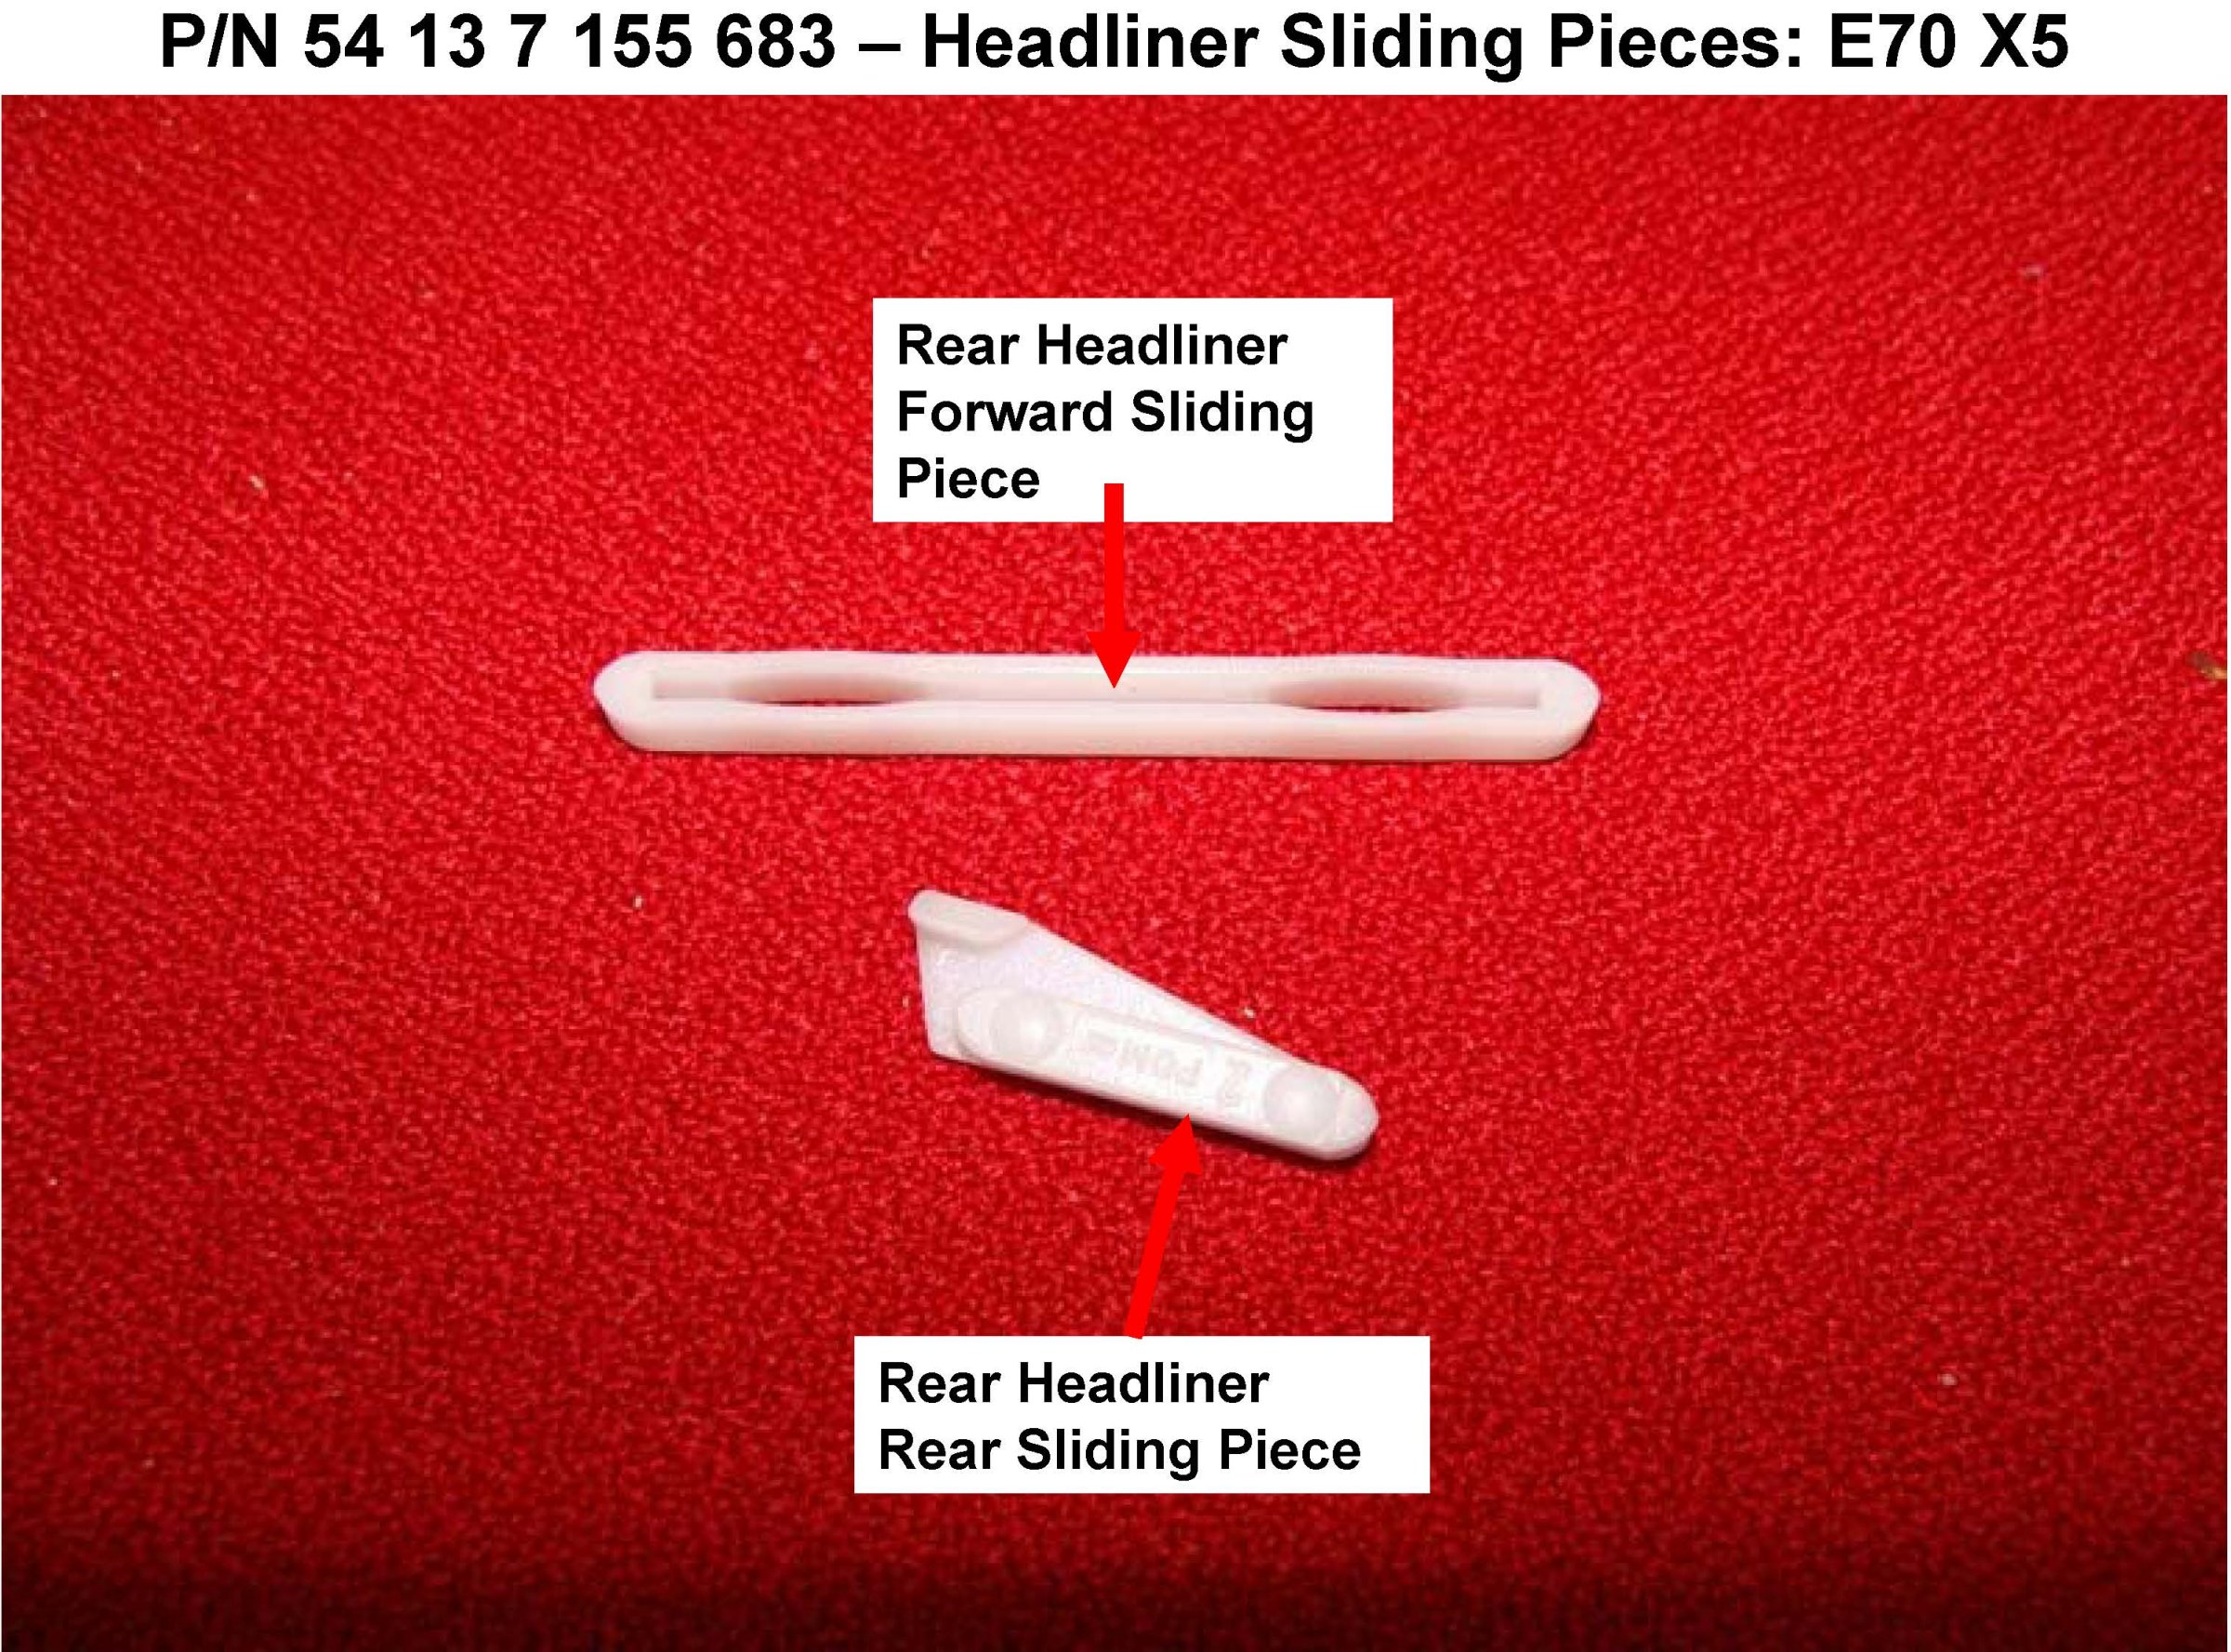 P/N 54 13 7 155 683 – Headliner Sliding Pieces: E70 X5
Rear Headliner
Forward Sliding
Piece
POM
Rear Headliner
Rear Sliding Piece